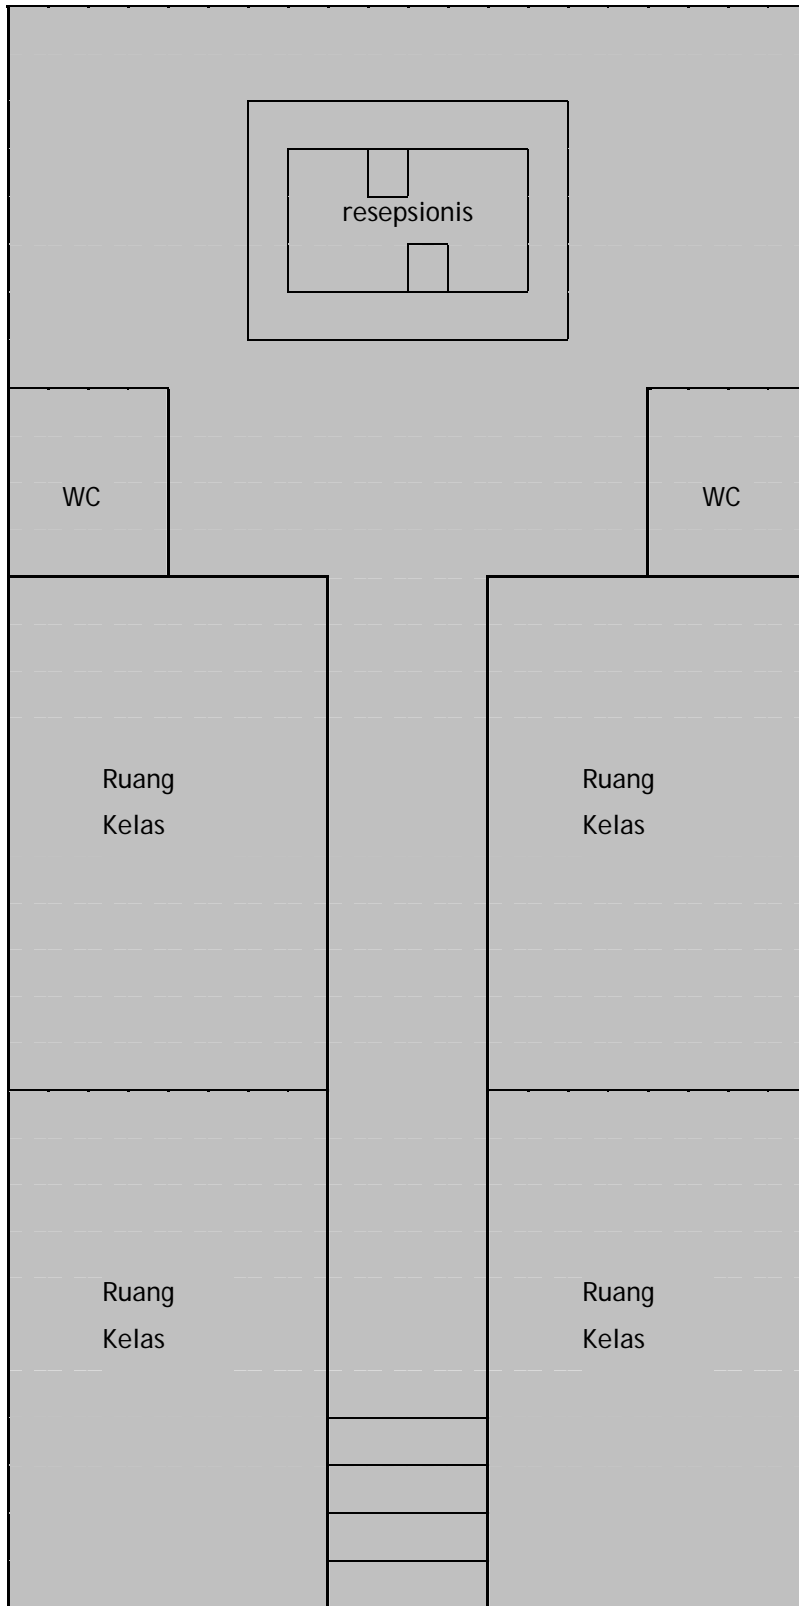 resepsionis
WC
WC
Ruang
Kelas
Ruang
Kelas
Ruang
Kelas
Ruang
Kelas